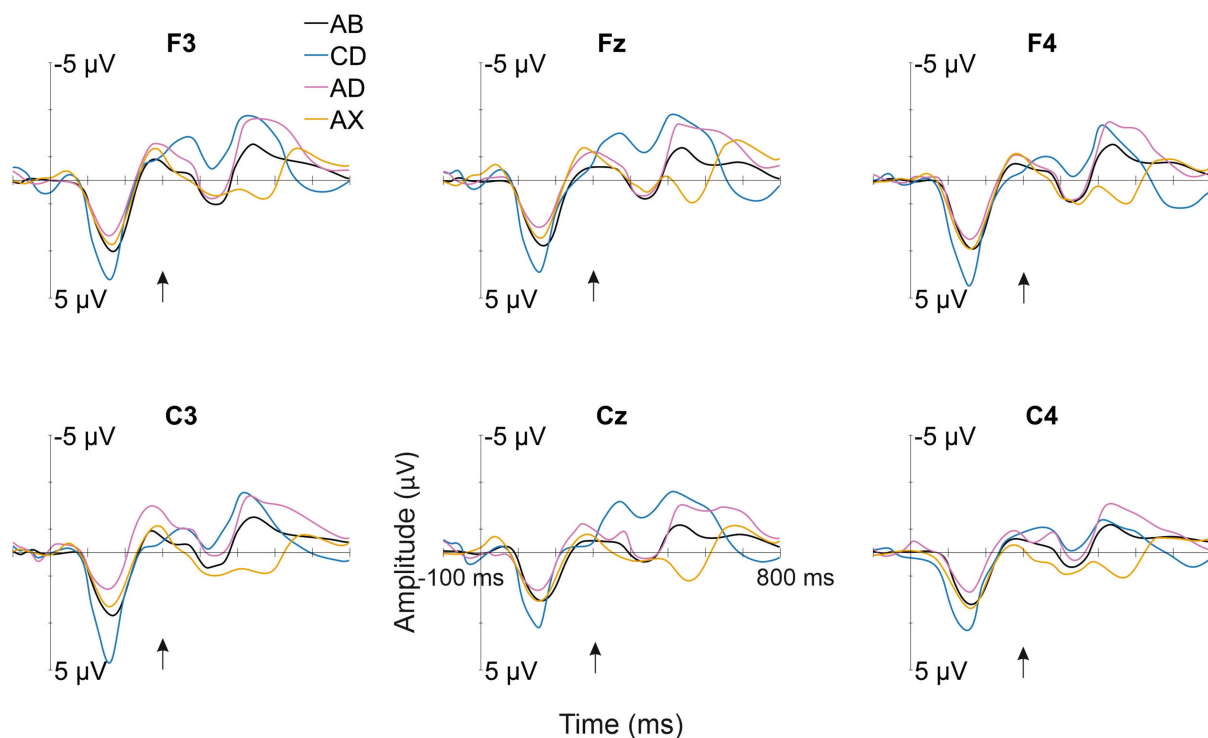 AB
CD
AD
AX
F3
-5 µV
5 µV
Fz
-5 µV
5 µV
F4
-5 µV
5 µV
C3
-5 µV
5 µV
Cz
-5 µV
Amplitude (µV)
-100 ms
800 ms
5 µV
C4
-5 µV
5 µV
Time (ms)